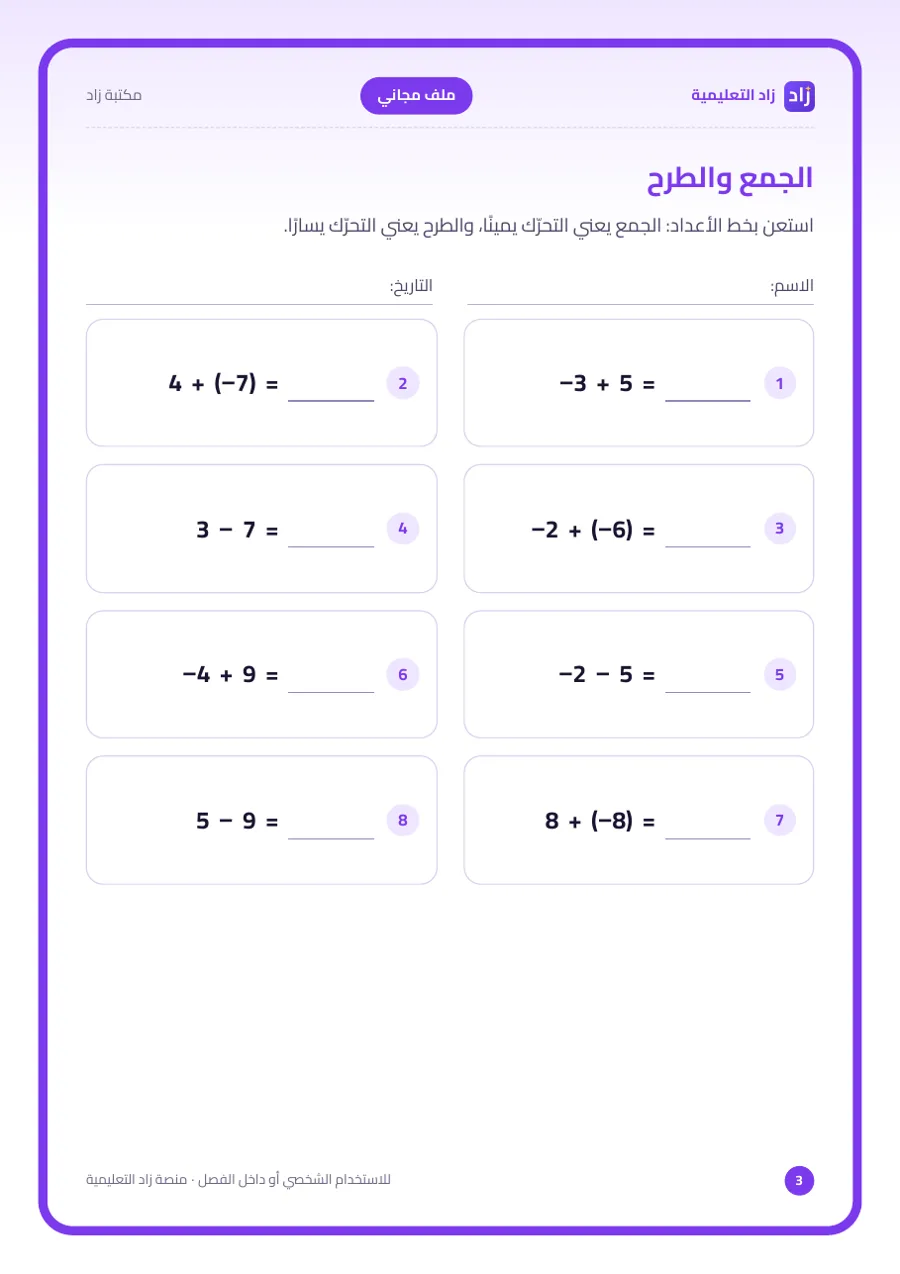 زاد زاد التعليمية
ملف مجاني
مكتبة زاد
الجمع والطرح
استعن بخط الأعداد: الجمع يعني التحرّك يمينًا، والطرح يعني التحرّك يسارًا.
الاسم:
التاريخ:
1 −3 + 5 =
2 4 + (−7) =
3 −2 + (−6) =
4 3 − 7 =
5 −2 − 5 =
6 −4 + 9 =
7 8 + (−8) =
8 5 − 9 =
3
للاستخدام الشخصي أو داخل الفصل · منصة زاد التعليمية